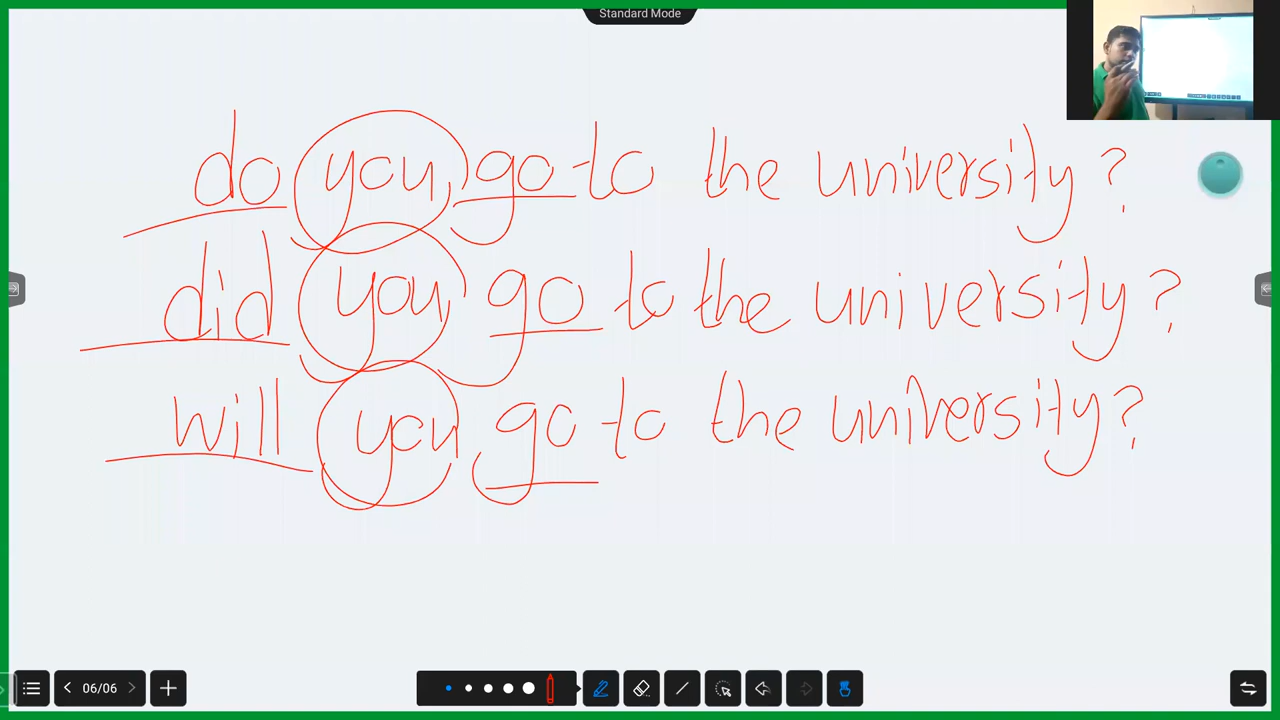 Standard Mode
do you go to the university?
did you go to the university?
will you go to the university?
06/06